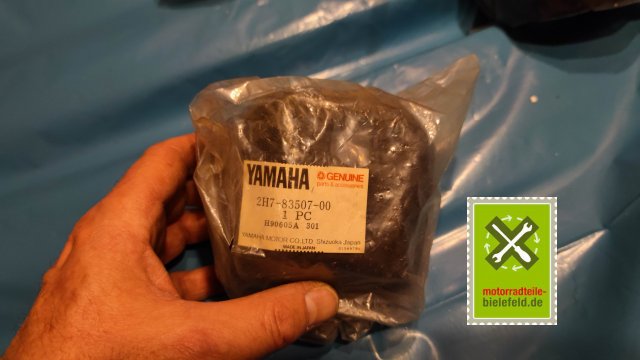 YAMAHA GENUINE
parts & accessories
2H7-83507-00
1 PC
H90605A 301
YAMAHA MOTOR CO., LTD. Shizuoka Japan
MADE IN JAPAN
motorradteile-
bielefeld.de